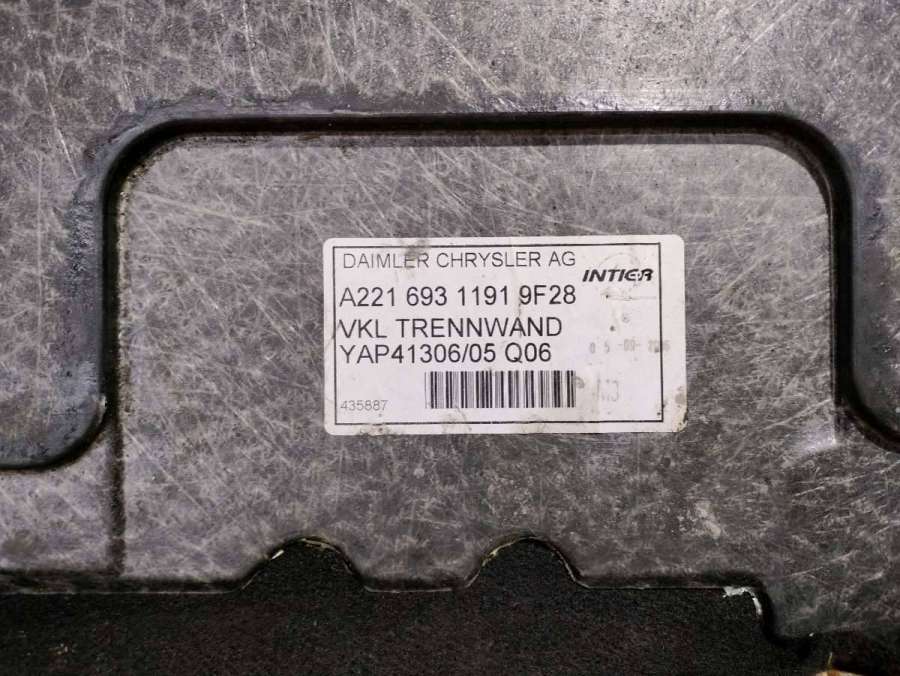 DAIMLER CHRYSLER AG
INTIER
A221 693 1191 9F28
VKL TRENNWAND
YAP41306/05 Q06
435887